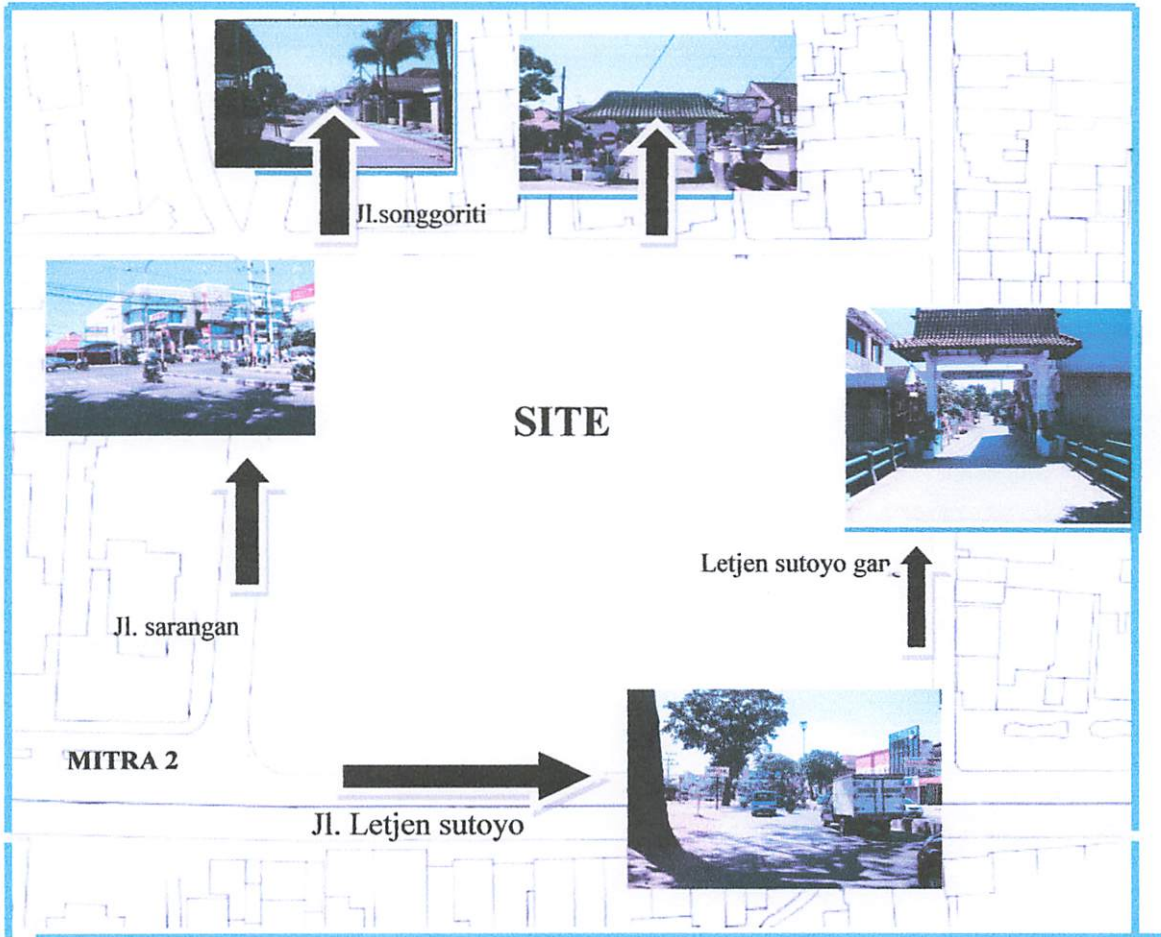 Jl.songgoriti
SITE
Letjen sutoyo
Jl. sarangan
MITRA 2
Jl. Letjen sutoyo